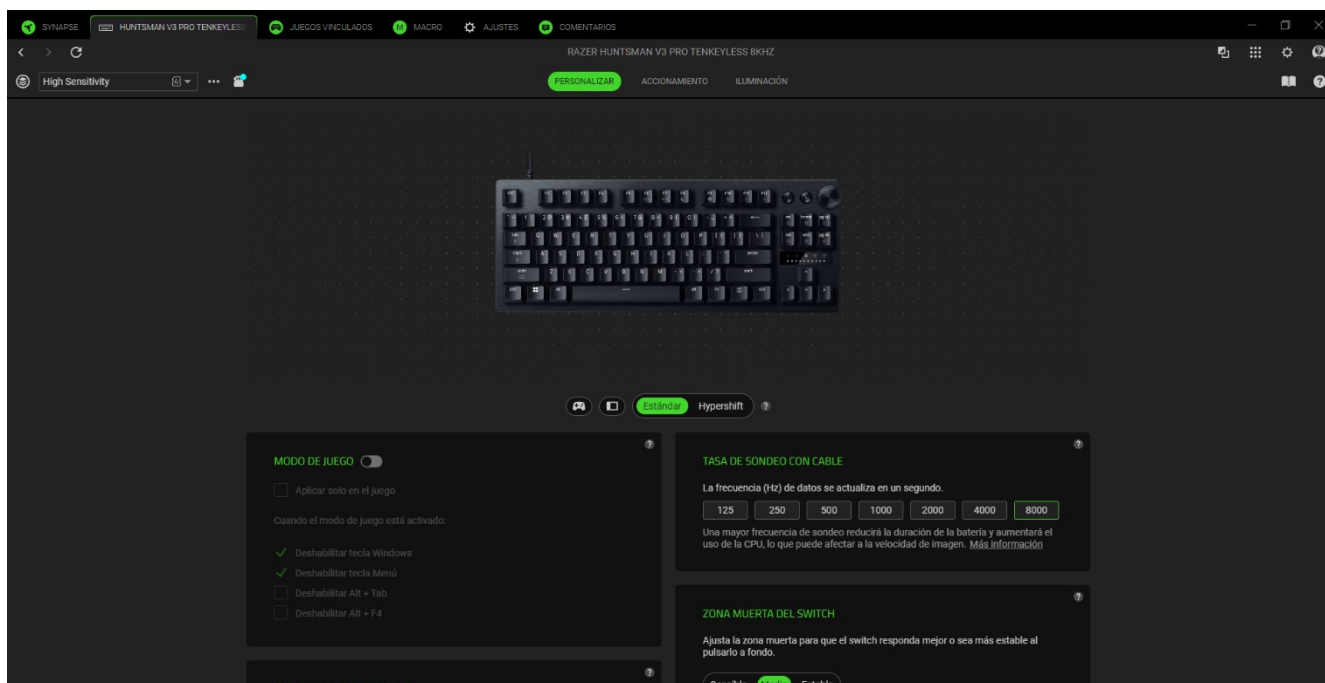 SYNAPSE
HUNTSMAN V3 PRO TENKEYLESS
JUEGOS VINCULADOS
MACRO
AJUSTES
COMENTARIOS
RAZER HUNTSMAN V3 PRO TENKEYLESS 8KHZ
High Sensitivity
PERSONALIZAR
ACCIONAMIENTO
ILUMINACIÓN
Estándar
Hypershift
MODO DE JUEGO
Aplicar solo en el juego
Cuando el modo de juego está activado:
Deshabilitar tecla Windows
Deshabilitar tecla Menú
Deshabilitar Alt + Tab
Deshabilitar Alt + F4
TASA DE SONDEO CON CABLE
La frecuencia (Hz) de datos se actualiza en un segundo.
125 250 500 1000 2000 4000 8000
Una mayor frecuencia de sondeo reducirá la duración de la batería y aumentará el
uso de la CPU, lo que puede afectar a la velocidad de imagen. Más información
ZONA MUERTA DEL SWITCH
Ajusta la zona muerta para que el switch responda mejor o sea más estable al
pulsarlo a fondo.